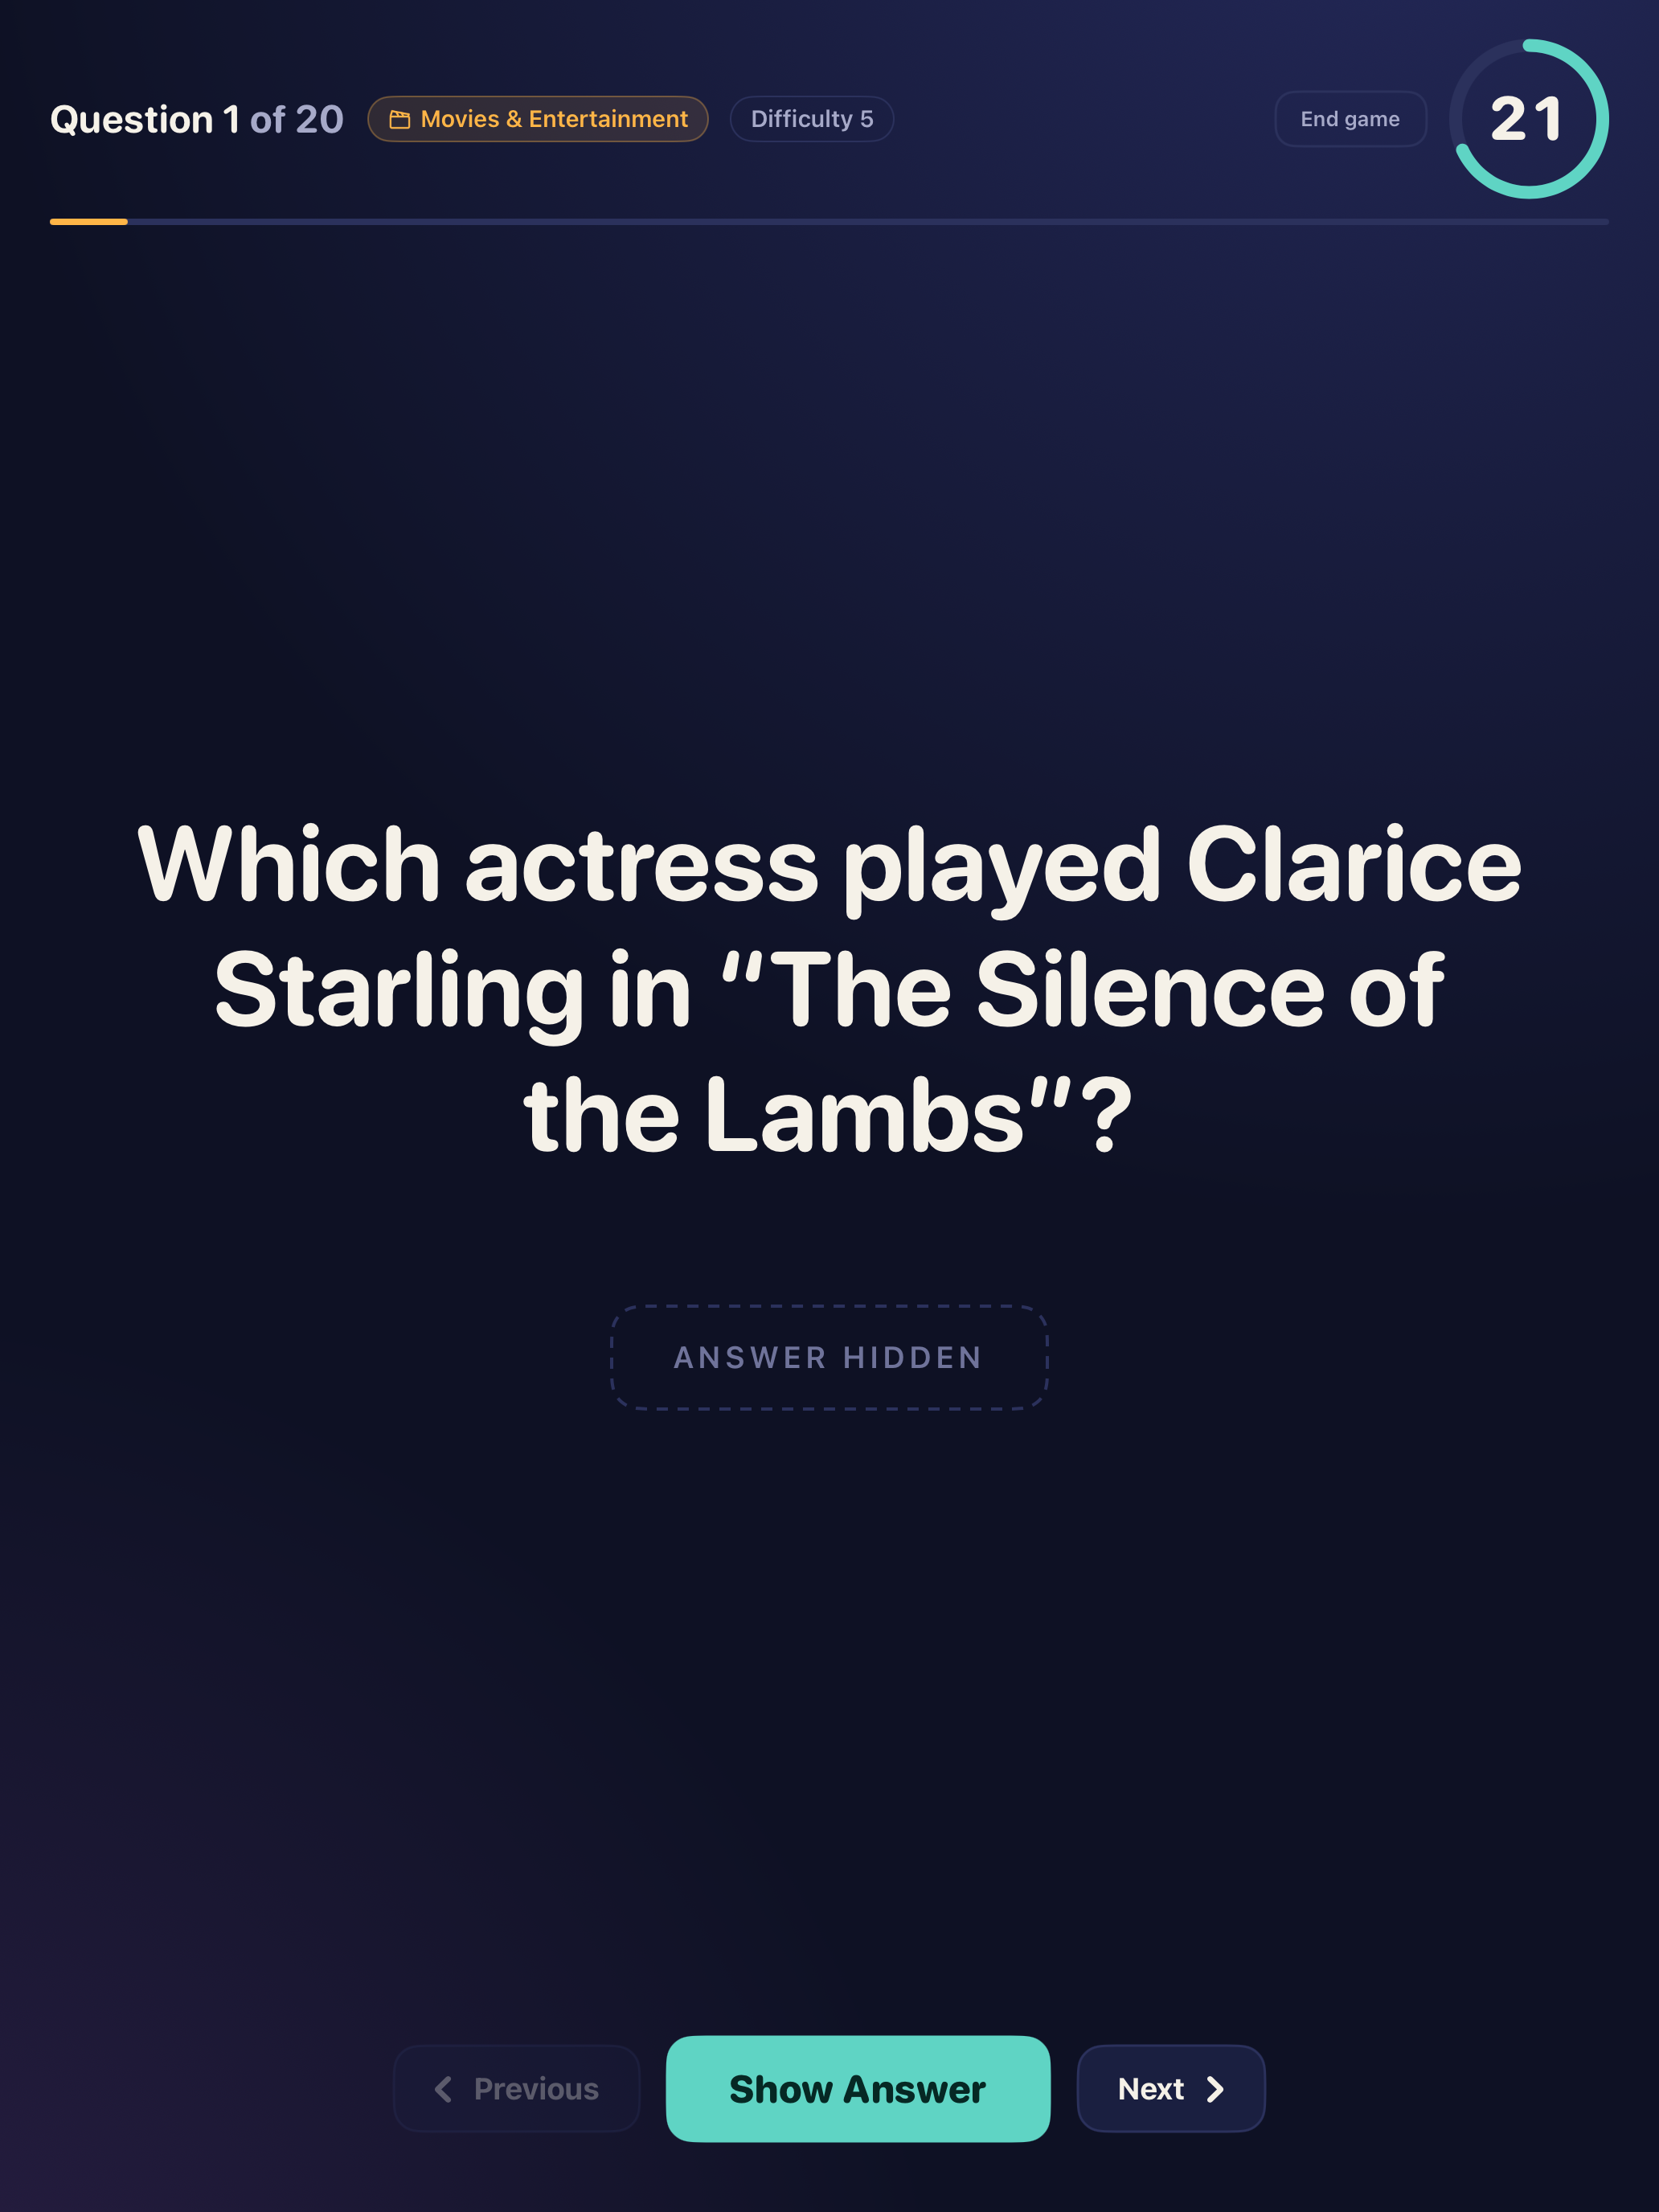 Question 1 of 20 Movies & Entertainment Difficulty 5 End game 21
Which actress played Clarice
Starling in "The Silence of
the Lambs"?
ANSWER HIDDEN
Previous Show Answer Next